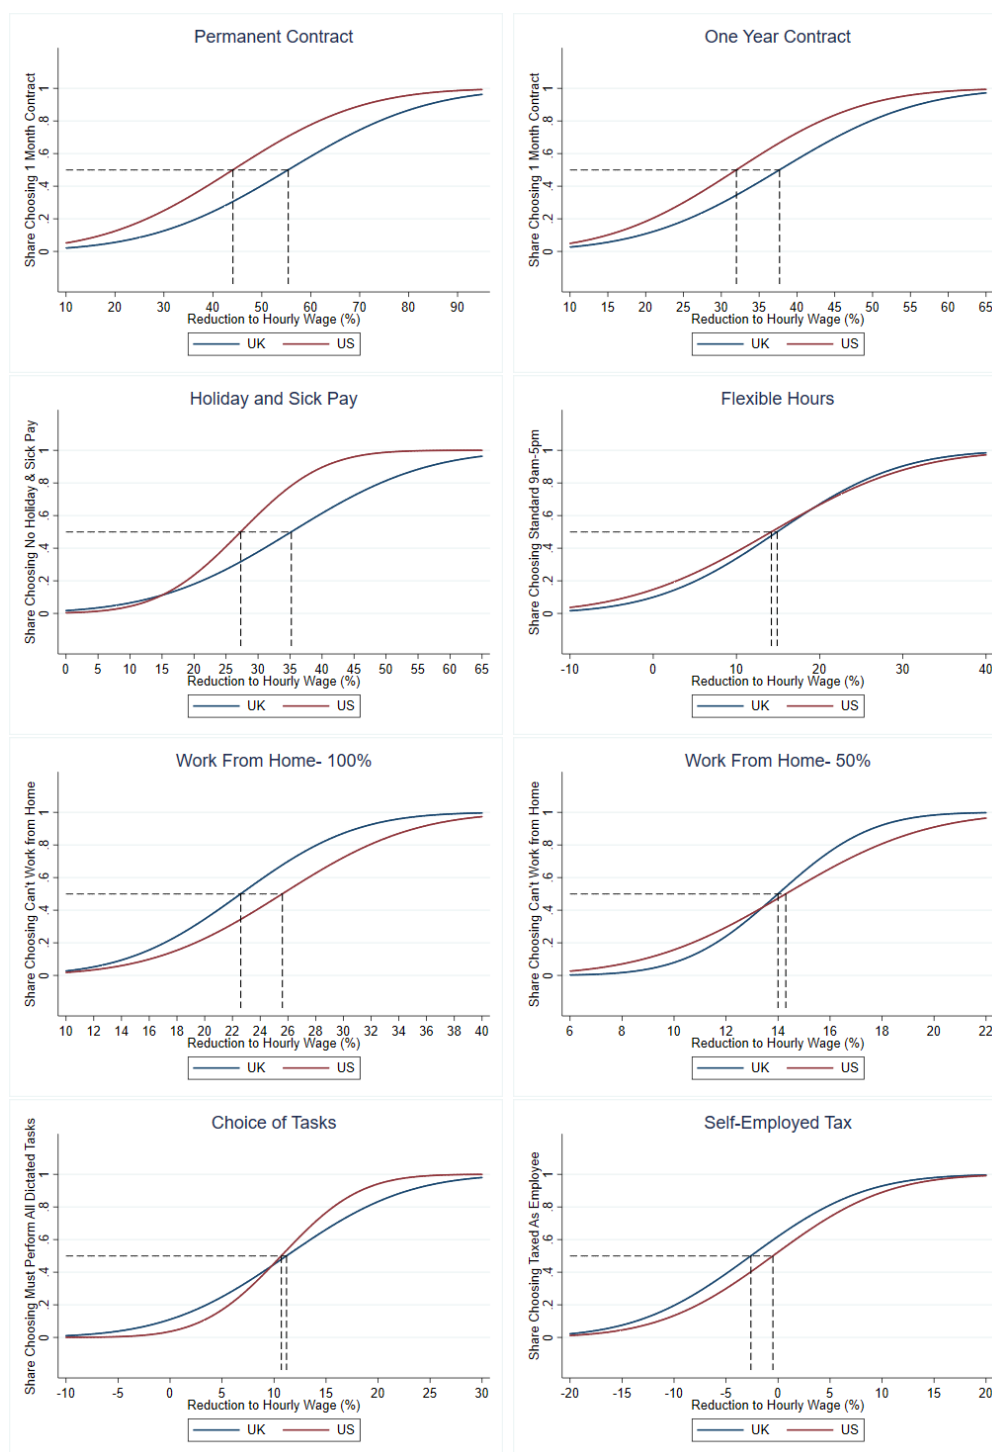 Permanent Contract
Share Choosing 1 Month Contract
0 .2 .4 .6 .8 1
10 20 30 40 50 60 70 80 90
Reduction to Hourly Wage (%)
UK US
One Year Contract
Share Choosing 1 Month Contract
0 .2 .4 .6 .8 1
10 15 20 25 30 35 40 45 50 55 60 65
Reduction to Hourly Wage (%)
UK US
Holiday and Sick Pay
Share Choosing No Holiday & Sick Pay
0 .2 .4 .6 .8 1
0 5 10 15 20 25 30 35 40 45 50 55 60 65
Reduction to Hourly Wage (%)
UK US
Flexible Hours
Share Choosing Standard 9am-5pm
0 .2 .4 .6 .8 1
-10 0 10 20 30 40
Reduction to Hourly Wage (%)
UK US
Work From Home- 100%
Share Choosing Can't Work from Home
0 .2 .4 .6 .8 1
10 12 14 16 18 20 22 24 26 28 30 32 34 36 38 40
Reduction to Hourly Wage (%)
UK US
Work From Home- 50%
Share Choosing Can't Work from Home
0 .2 .4 .6 .8 1
6 8 10 12 14 16 18 20 22
Reduction to Hourly Wage (%)
UK US
Choice of Tasks
Share Choosing Must Perform All Dictated Tasks
0 .2 .4 .6 .8 1
-10 -5 0 5 10 15 20 25 30
Reduction to Hourly Wage (%)
UK US
Self-Employed Tax
Share Choosing Taxed As Employee
0 .2 .4 .6 .8 1
-20 -15 -10 -5 0 5 10 15 20
Reduction to Hourly Wage (%)
UK US